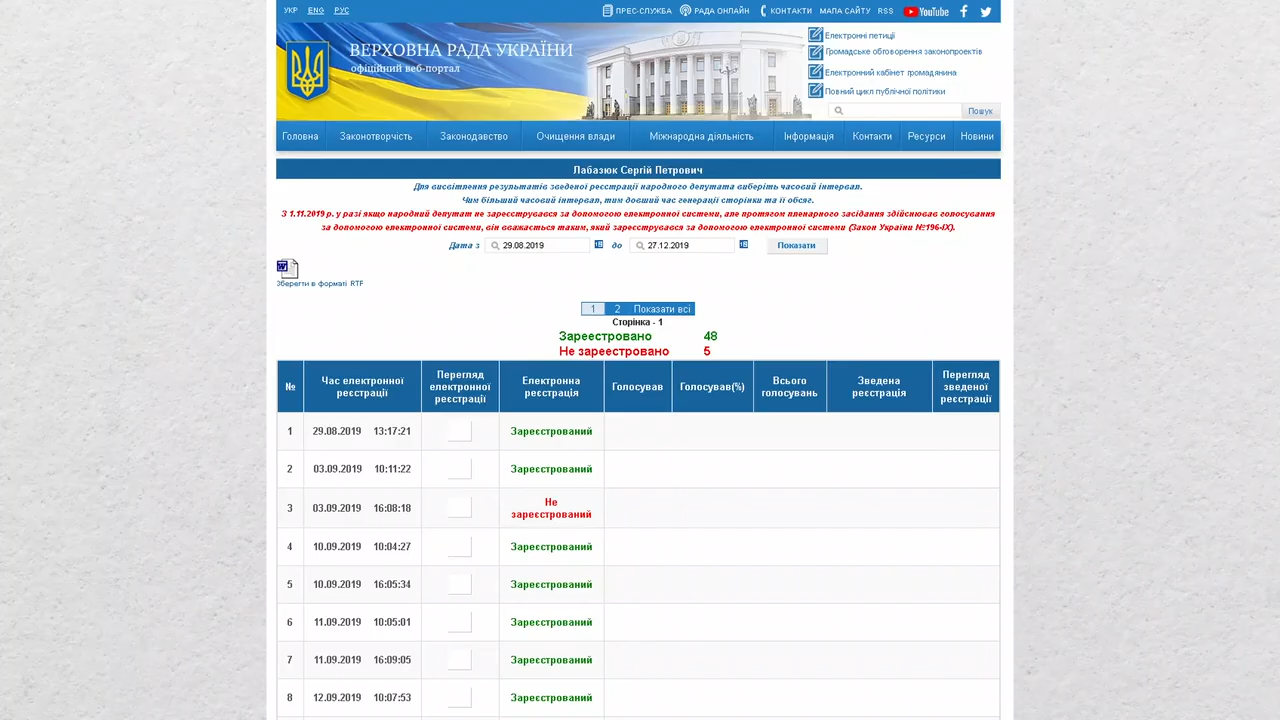 УКР ENG РУС ПРЕС-СЛУЖБА РАДА ОНЛАЙН КОНТАКТИ МАПА САЙТУ RSS YouTube
ВЕРХОВНА РАДА УКРАЇНИ
офіційний веб-портал
Електронні петиції
Громадське обговорення законопроектів
Електронний кабінет громадянина
Повний цикл публічної політики
Пошук
Головна Законотворчість Законодавство Очищення влади Міжнародна діяльність Інформація Контакти Ресурси Новини
Лабазюк Сергій Петрович
Для висвітлення результатів зведеної реєстрації народного депутата виберіть часовий інтервал.
Чим більший часовий інтервал, тим довший час генерації сторінки та її обсяг.
З 1.11.2019 р. у разі якщо народний депутат не зареєструвався за допомогою електронної системи, але протягом пленарного засідання здійснював голосування
за допомогою електронної системи, він вважається таким, який зареєструвався за допомогою електронної системи (Закон України №196-IX).
Дата з 29.08.2019 до 27.12.2019 Показати
Зберегти в форматі RTF
1 2 Показати всі
Сторінка - 1
Зареєстровано 48
Не зареєстровано 5
№ Час електронної реєстрації Перегляд електронної реєстрації Електронна реєстрація Голосував Голосував(%) Всього голосувань Зведена реєстрація Перегляд зведеної реєстрації
1 29.08.2019 13:17:21 Зареєстрований
2 03.09.2019 10:11:22 Зареєстрований
3 03.09.2019 16:08:18 Не зареєстрований
4 10.09.2019 10:04:27 Зареєстрований
5 10.09.2019 16:05:34 Зареєстрований
6 11.09.2019 10:05:01 Зареєстрований
7 11.09.2019 16:09:05 Зареєстрований
8 12.09.2019 10:07:53 Зареєстрований